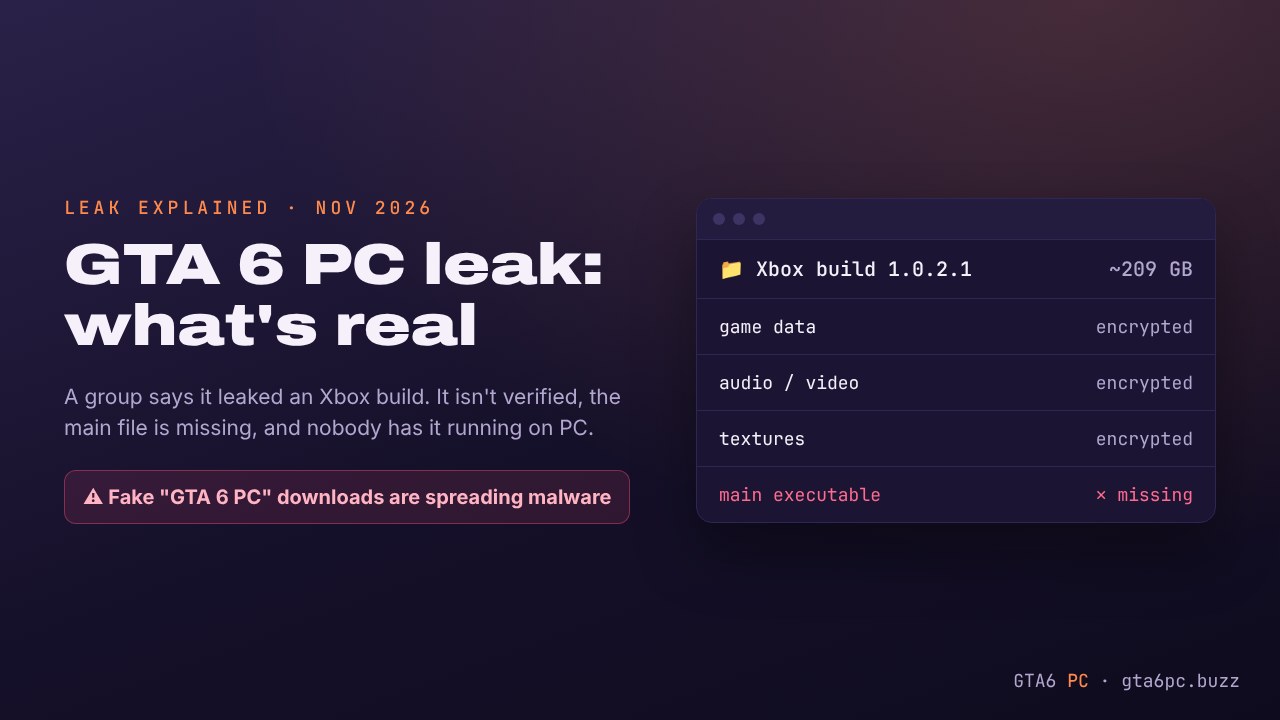 LEAK EXPLAINED · NOV 2026
GTA 6 PC leak:
what's real
A group says it leaked an Xbox build. It isn't verified, the
main file is missing, and nobody has it running on PC.
⚠ Fake "GTA 6 PC" downloads are spreading malware
📁 Xbox build 1.0.2.1 ~209 GB
game data encrypted
audio / video encrypted
textures encrypted
main executable × missing
GTA6 PC · gta6pc.buzz